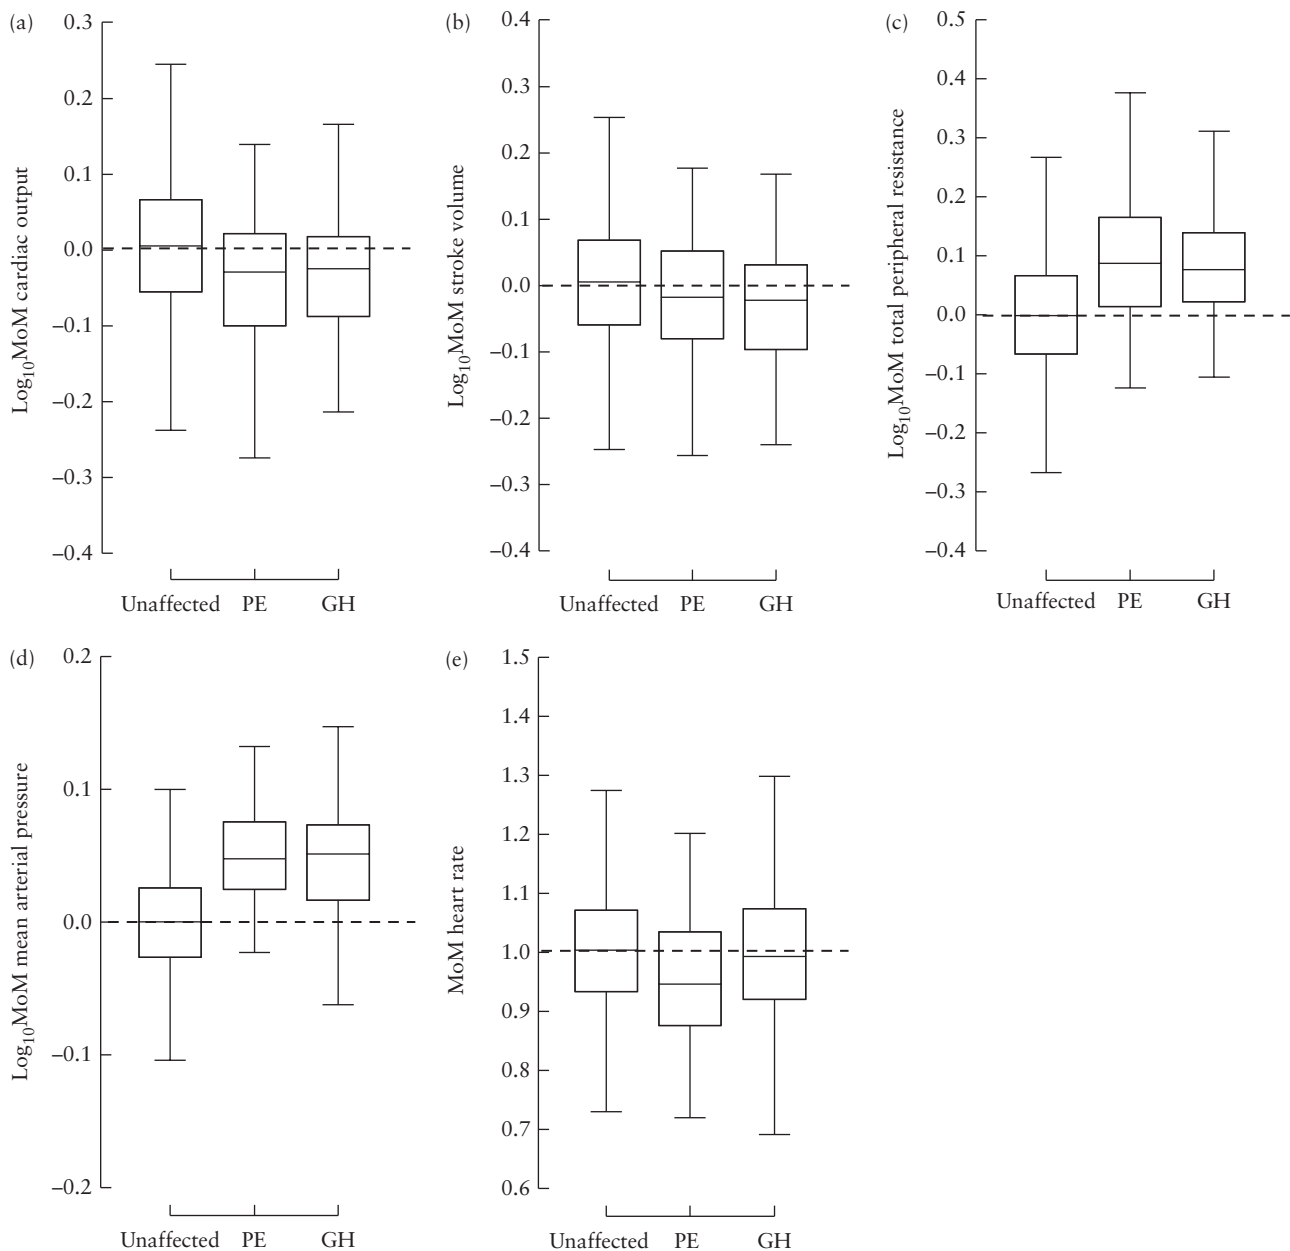 (a)
Log10MoM cardiac output
0.3
0.2
0.1
0.0
–0.1
–0.2
–0.3
–0.4
Unaffected PE GH
(b)
Log10MoM stroke volume
0.4
0.3
0.2
0.1
0.0
–0.1
–0.2
–0.3
–0.4
Unaffected PE GH
(c)
Log10MoM total peripheral resistance
0.5
0.4
0.3
0.2
0.1
0.0
–0.1
–0.2
–0.3
–0.4
Unaffected PE GH
(d)
Log10MoM mean arterial pressure
0.2
0.1
0.0
–0.1
–0.2
Unaffected PE GH
(e)
MoM heart rate
1.5
1.4
1.3
1.2
1.1
1.0
0.9
0.8
0.7
0.6
Unaffected PE GH